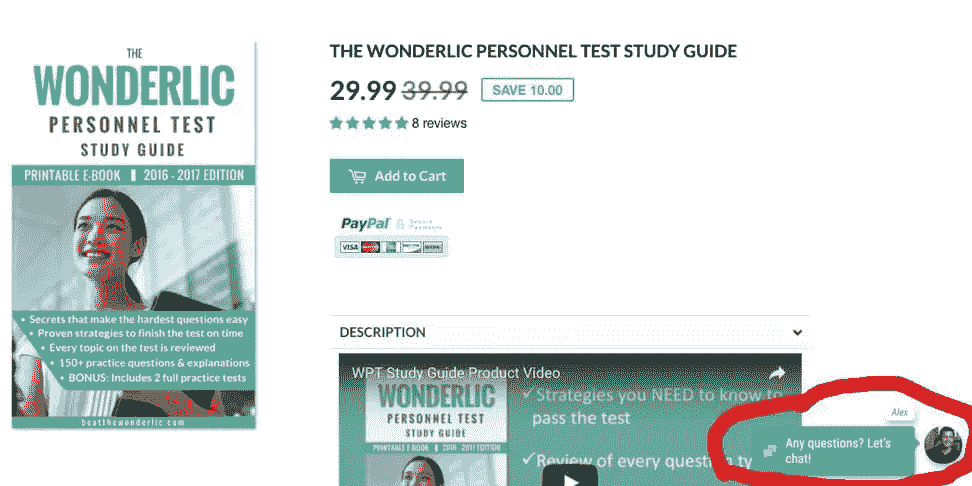 THE
WONDERLIC
PERSONNEL TEST
STUDY GUIDE
PRINTABLE E-BOOK 2016 - 2017 EDITION
• Secrets that make the hardest questions easy
• Proven strategies to finish the test on time
• Every topic on the test is reviewed
• 150+ practice questions & explanations
• BONUS: Includes 2 full practice tests
beatthewonderlic.com
THE WONDERLIC PERSONNEL TEST STUDY GUIDE
29.99 39.99 SAVE 10.00
8 reviews
Add to Cart
PayPal Secure
Payments
VISA
DESCRIPTION
WPT Study Guide Product Video
WONDERLIC
PERSONNEL TEST
STUDY GUIDE
PRINTABLE E-BOOK 2016 - 2017 EDITION
✓Strategies you NEED to know to
pass the test
✓Review of every question ty
Alex
Any questions? Let's
chat!